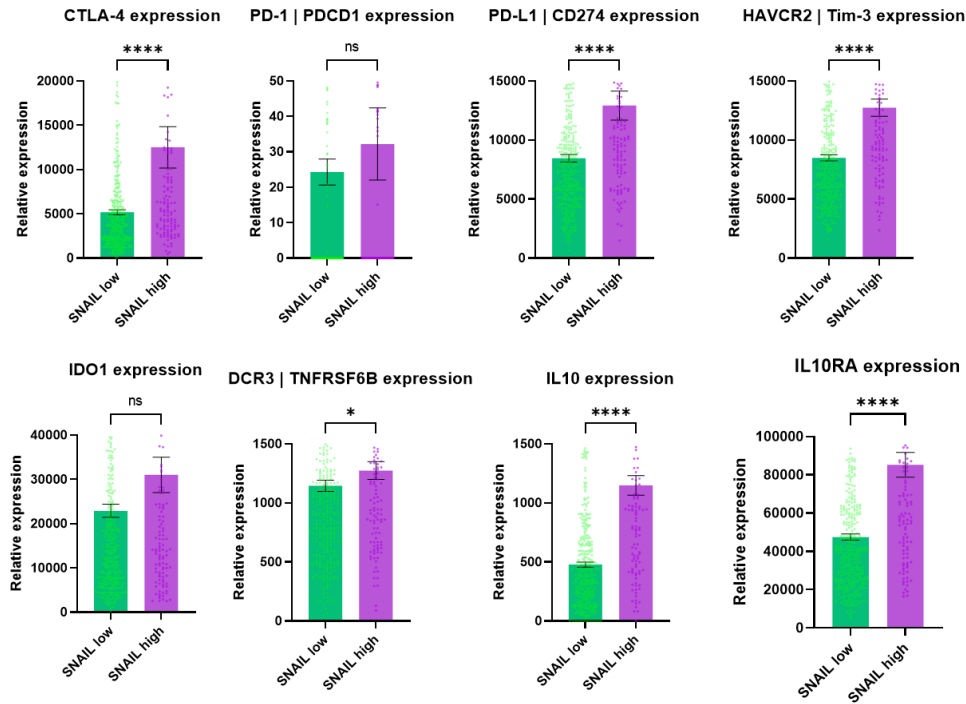 CTLA-4 expression
****
Relative expression
20000
15000
10000
5000
0
SNAIL low
SNAIL high
PD-1 | PDCD1 expression
ns
Relative expression
50
40
30
20
10
0
SNAIL low
SNAIL high
PD-L1 | CD274 expression
****
Relative expression
15000
10000
5000
0
SNAIL low
SNAIL high
HAVCR2 | Tim-3 expression
****
Relative expression
15000
10000
5000
0
SNAIL low
SNAIL high
IDO1 expression
ns
Relative expression
40000
30000
20000
10000
0
SNAIL low
SNAIL high
DCR3 | TNFRSF6B expression
*
Relative expression
1500
1000
500
0
SNAIL low
SNAIL high
IL10 expression
****
Relative expression
1500
1000
500
0
SNAIL low
SNAIL high
IL10RA expression
****
Relative expression
100000
80000
60000
40000
20000
0
SNAIL low
SNAIL high